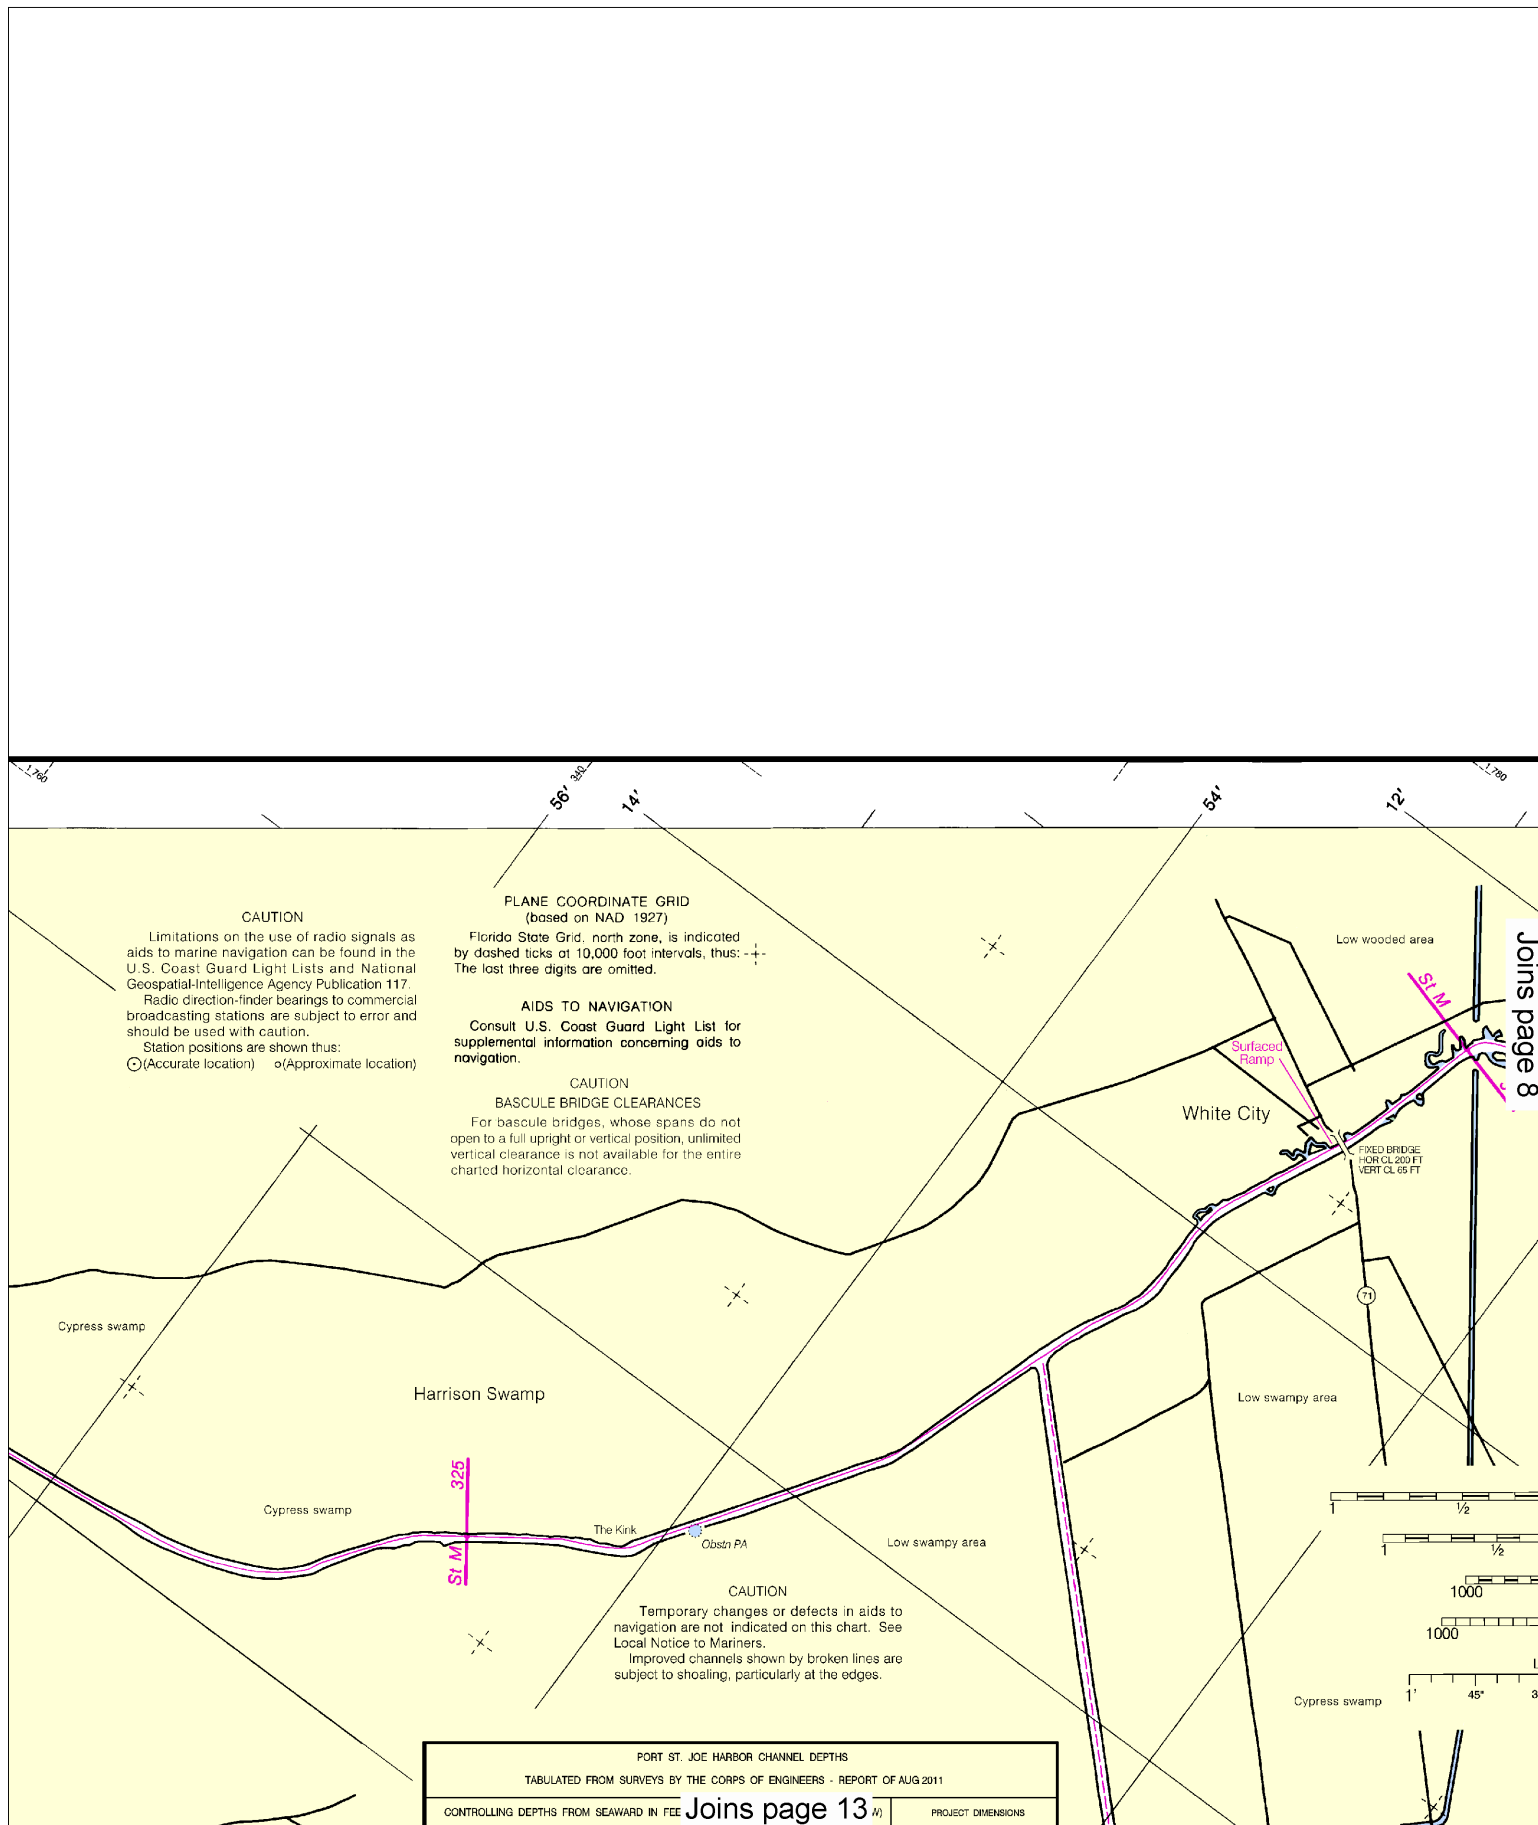 1,760
340
1,780
56'
14'
54'
12'
CAUTION
Limitations on the use of radio signals as
aids to marine navigation can be found in the
U.S. Coast Guard Light Lists and National
Geospatial-Intelligence Agency Publication 117.
Radio direction-finder bearings to commercial
broadcasting stations are subject to error and
should be used with caution.
Station positions are shown thus:
(Accurate location) o(Approximate location)
PLANE COORDINATE GRID
(based on NAD 1927)
Florida State Grid, north zone, is indicated
by dashed ticks at 10,000 foot intervals, thus:
The last three digits are omitted.
AIDS TO NAVIGATION
Consult U.S. Coast Guard Light List for
supplemental information concerning aids to
navigation.
CAUTION
BASCULE BRIDGE CLEARANCES
For bascule bridges, whose spans do not
open to a full upright or vertical position, unlimited
vertical clearance is not available for the entire
charted horizontal clearance.
Low wooded area
Joins page 8
St M
Surfaced
Ramp
White City
FIXED BRIDGE
HOR CL 200 FT
VERT CL 65 FT
71
Cypress swamp
Harrison Swamp
Low swampy area
325
St M
Cypress swamp
The Kink
Obstn PA
Low swampy area
1
½
1
½
1000
1000
1'
45"
Cypress swamp
CAUTION
Temporary changes or defects in aids to
navigation are not indicated on this chart. See
Local Notice to Mariners.
Improved channels shown by broken lines are
subject to shoaling, particularly at the edges.
PORT ST. JOE HARBOR CHANNEL DEPTHS
TABULATED FROM SURVEYS BY THE CORPS OF ENGINEERS - REPORT OF AUG 2011
CONTROLLING DEPTHS FROM SEAWARD IN FEE
Joins page 13
W)
PROJECT DIMENSIONS